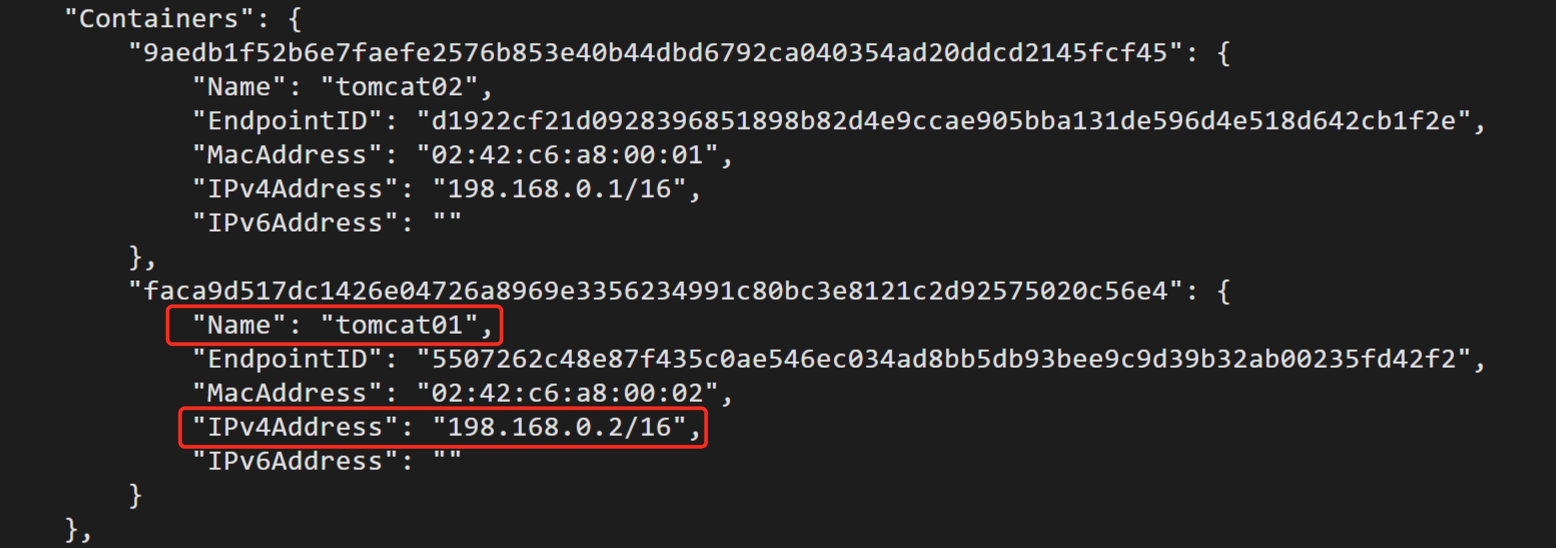 "Containers": {
"9aedb1f52b6e7faefe2576b853e40b44dbd6792ca040354ad20ddcd2145fcf45": {
"Name": "tomcat02",
"EndpointID": "d1922cf21d0928396851898b82d4e9ccae905bba131de596d4e518d642cb1f2e",
"MacAddress": "02:42:c6:a8:00:01",
"IPv4Address": "198.168.0.1/16",
"IPv6Address": ""
},
"faca9d517dc1426e04726a8969e3356234991c80bc3e8121c2d92575020c56e4": {
"Name": "tomcat01",
"EndpointID": "5507262c48e87f435c0ae546ec034ad8bb5db93bee9c9d39b32ab00235fd42f2",
"MacAddress": "02:42:c6:a8:00:02",
"IPv4Address": "198.168.0.2/16",
"IPv6Address": ""
}
},